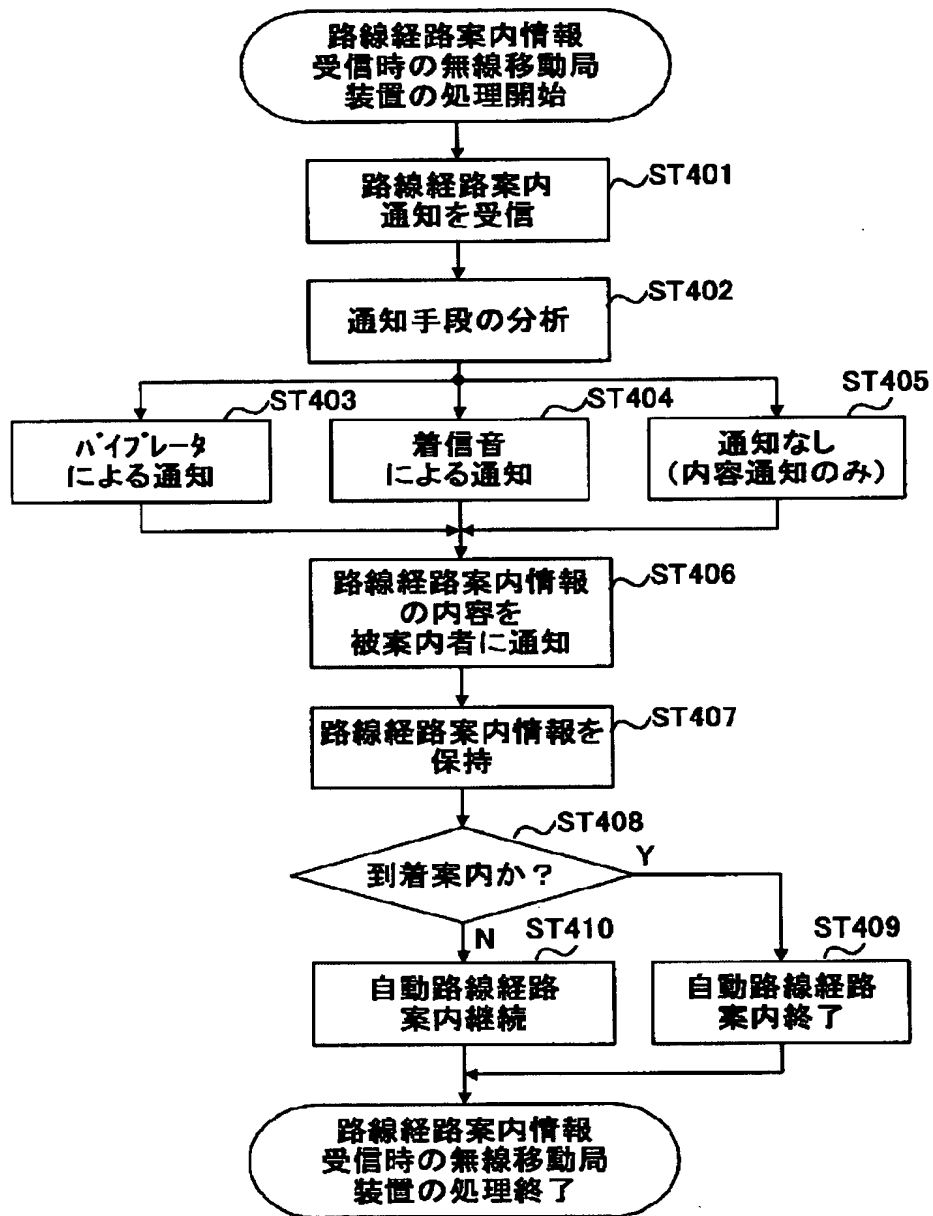 路線経路案内情報
受信時の無線移動局
装置の処理開始
ST401
路線経路案内
通知を受信
ST402
通知手段の分析
ST403
バイブレータ
による通知
ST404
着信音
による通知
ST405
通知なし
(内容通知のみ)
ST406
路線経路案内情報
の内容を
被案内者に通知
ST407
路線経路案内情報を
保持
ST408
到着案内か?
Y
N
ST410
自動路線経路
案内継続
ST409
自動路線経路
案内終了
路線経路案内情報
受信時の無線移動局
装置の処理終了